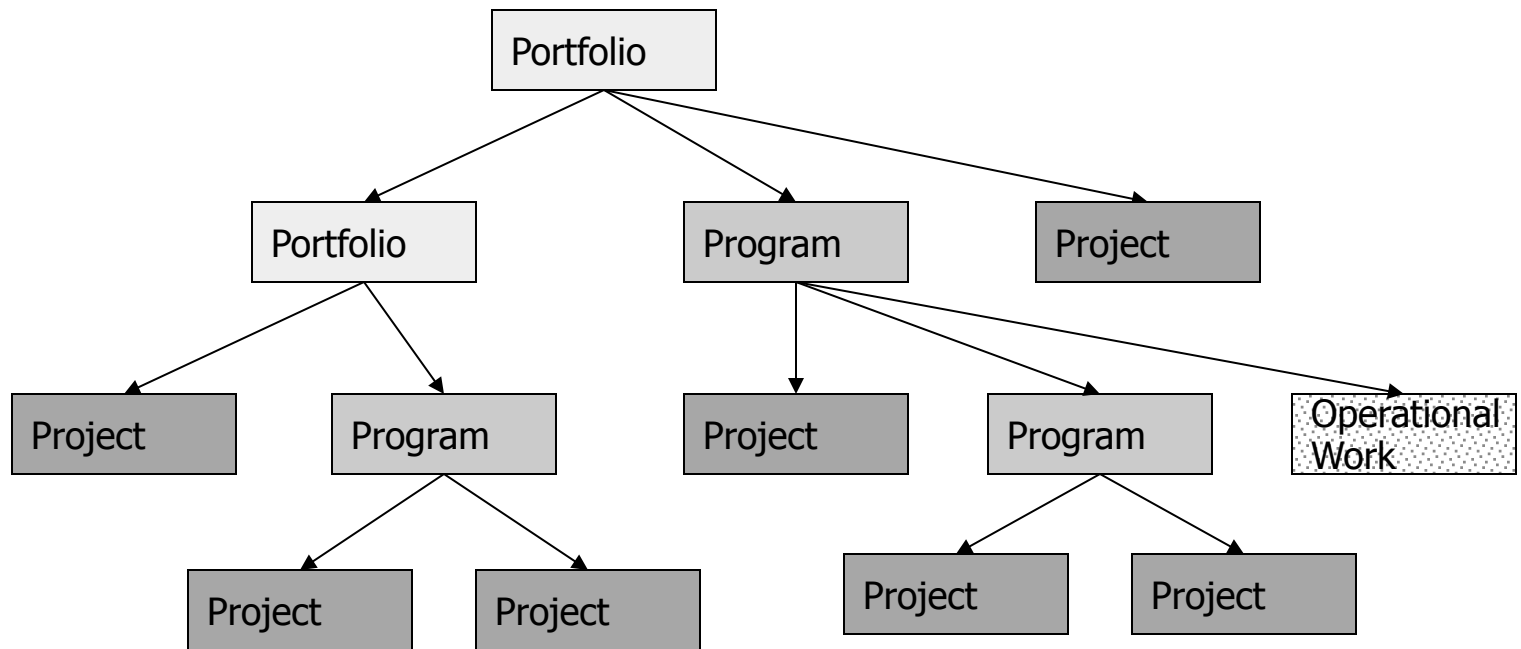 Portfolio
Portfolio
Program
Project
Project
Program
Project
Program
Operational
Work
Project
Project
Project
Project